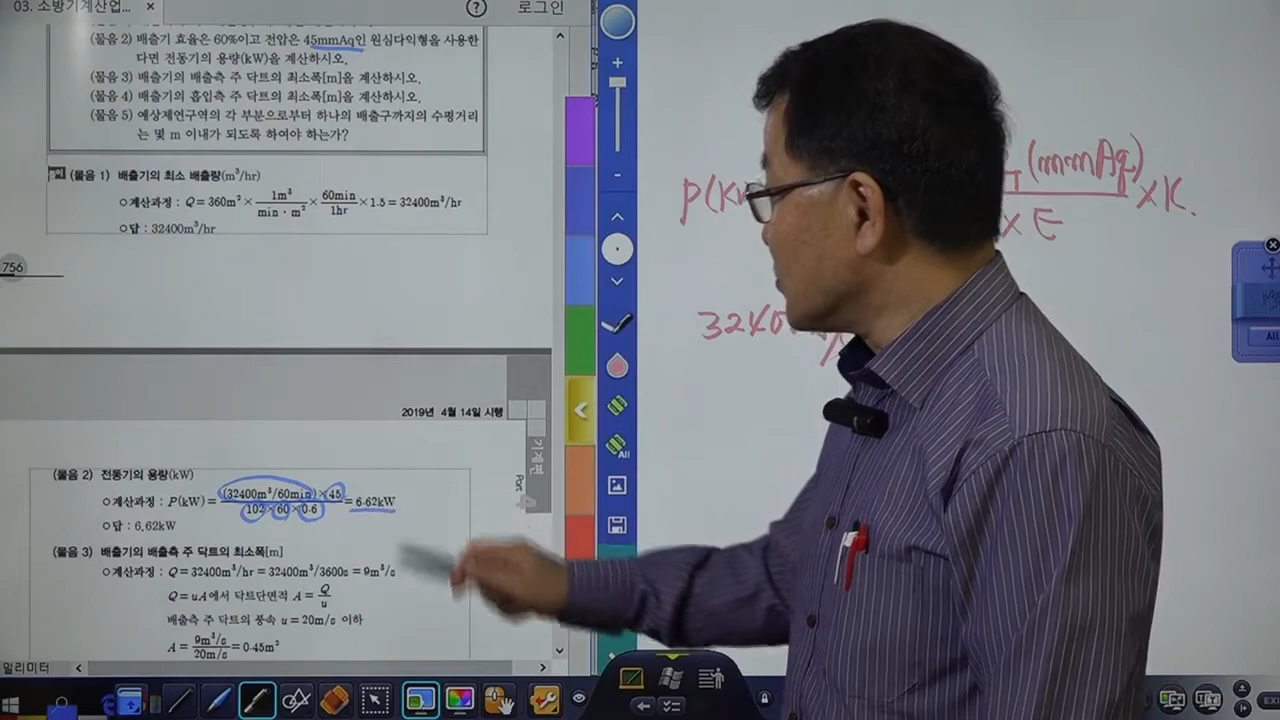 03. 소방기계산업... ×
로그인
(물음 2) 배출기 효율은 60%이고 전압은 45mmAq인 원심다익형을 사용한
다면 전동기의 용량(kW)을 계산하시오.
(물음 3) 배출기의 배출측 주 닥트의 최소폭[m]을 계산하시오.
(물음 4) 배출기의 흡입측 주 닥트의 최소폭[m]을 계산하시오.
(물음 5) 예상제연구역의 각 부분으로부터 하나의 배출구까지의 수평거리
는 몇 m 이내가 되도록 하여야 하는가?
(물음 1) 배출기의 최소 배출량(m³/hr)
○계산과정 : Q = 360m² × 1m³/min·m² × 60min/1hr × 1.5 = 32400m³/hr
○답 : 32400m³/hr
756
2019년 4월 14일 시행
기계편
Part 4
(물음 2) 전동기의 용량(kW)
○계산과정 : P(kW) = (32400m³/60min) × 45 / 102 × 60 × 0.6 = 6.62kW
○답 : 6.62kW
(물음 3) 배출기의 배출측 주 닥트의 최소폭[m]
○계산과정 : Q = 32400m³/hr = 32400m³/3600s = 9m³/s
Q = uA에서 닥트단면적 A = Q/u
배출측 주 닥트의 풍속 u = 20m/s 이하
A = 9m³/s / 20m/s = 0.45m²
밀리미터
P(KW
(mmAq)
× E
× K.
3240
All
All